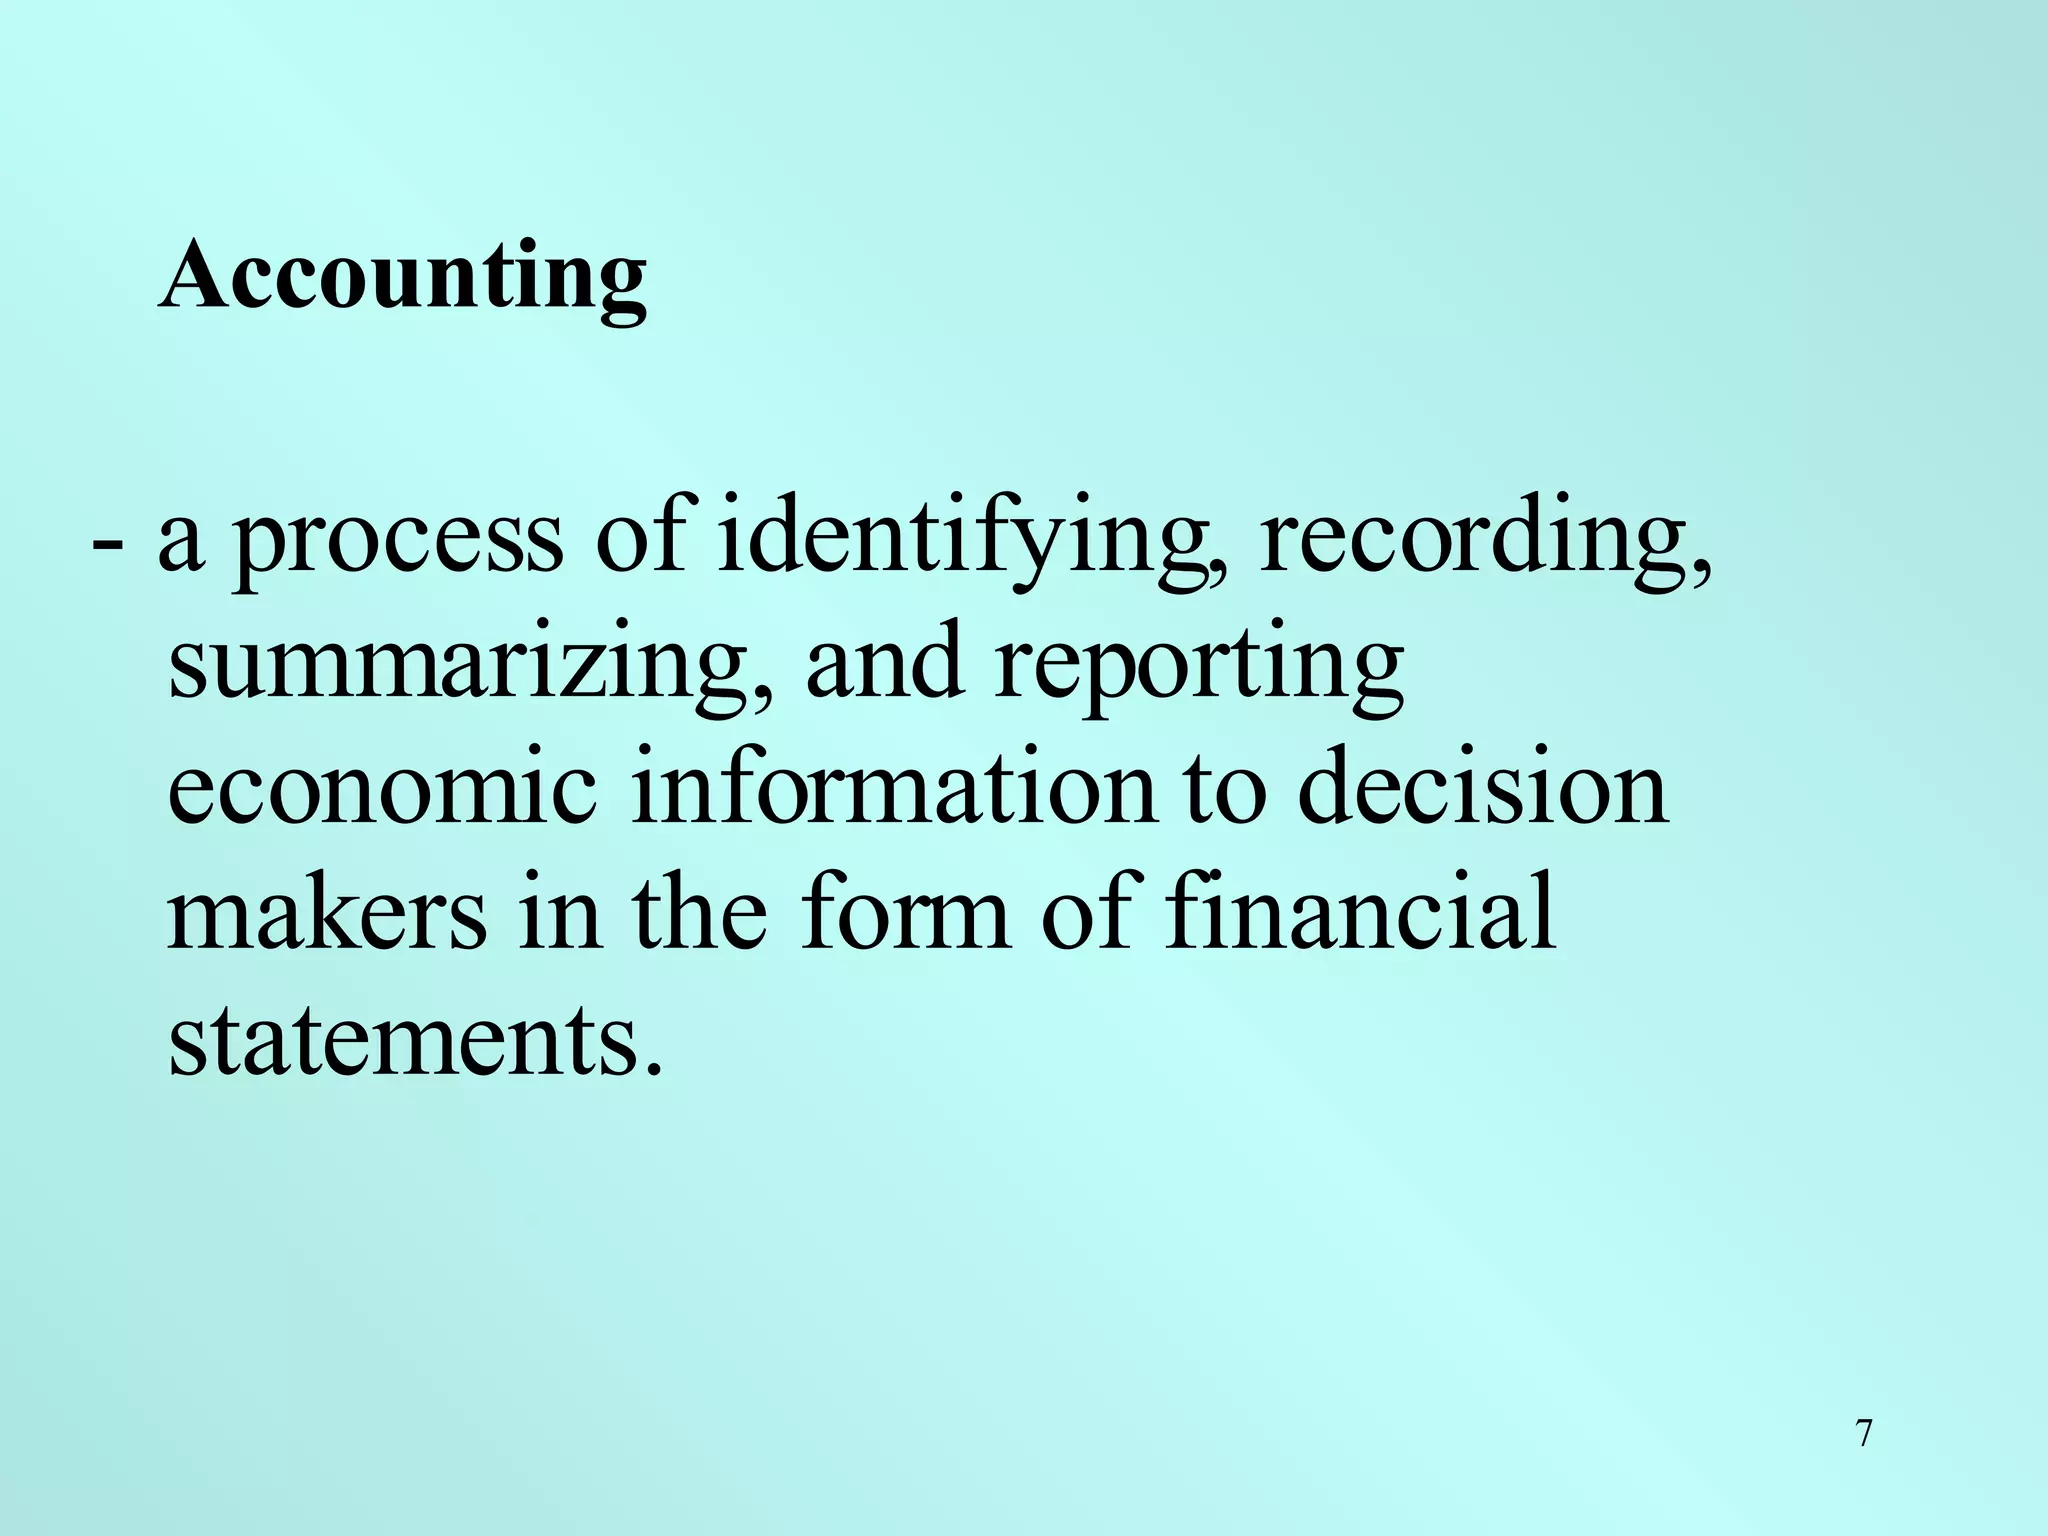 Accounting
- a process of identifying, recording,
summarizing, and reporting
economic information to decision
makers in the form of financial
statements.
7